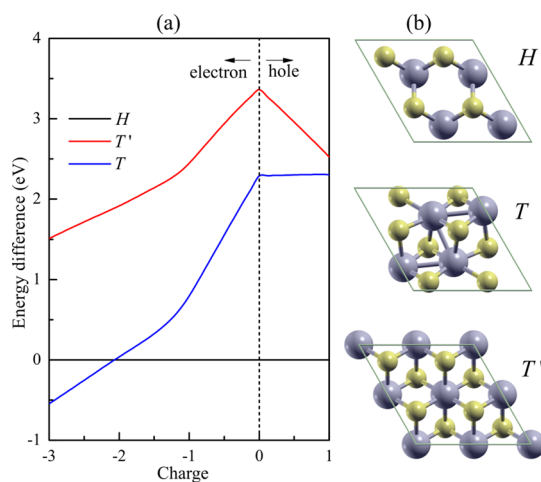 (a)
(b)
electron
hole
H
T'
T
4
3
2
1
0
-1
-3
-2
-1
0
1
Energy difference (eV)
Charge
H
T
T'